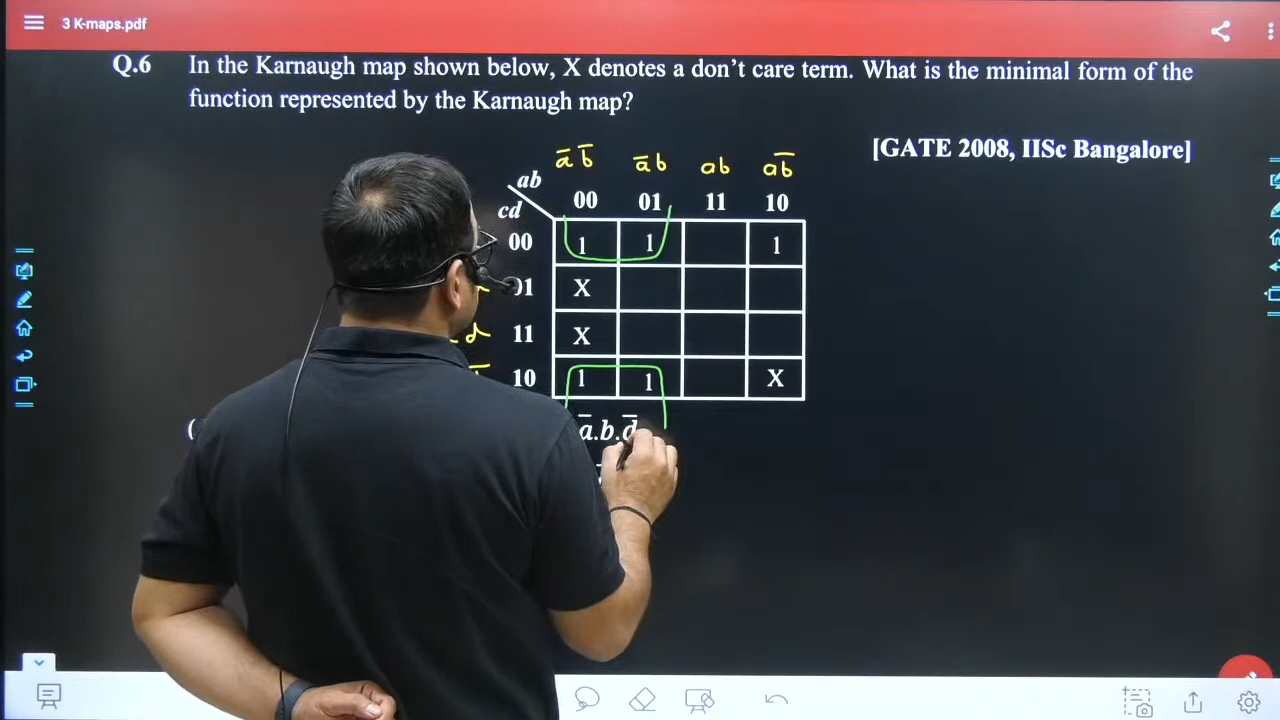 3 K-maps.pdf
Q.6 In the Karnaugh map shown below, X denotes a don't care term. What is the minimal form of the
function represented by the Karnaugh map?
[GATE 2008, IISc Bangalore]
a̅ b̅ a̅ b ab ab̅
ab
cd
00 01 11 10
00 1 1 1
01 X
11 X
10 1 1 X
( a̅.b.d̅